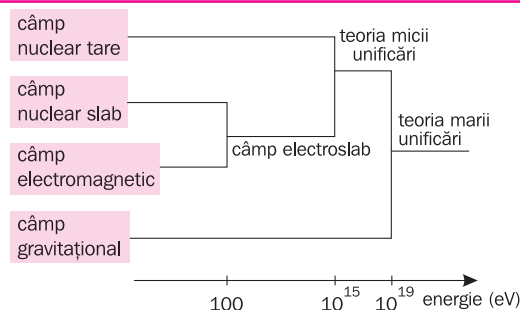 câmp
nuclear tare
câmp
nuclear slab
câmp
electromagnetic
câmp
gravitațional
teoria micii
unificări
câmp electroslab
teoria marii
unificări
100
10^15
10^19
energie (eV)